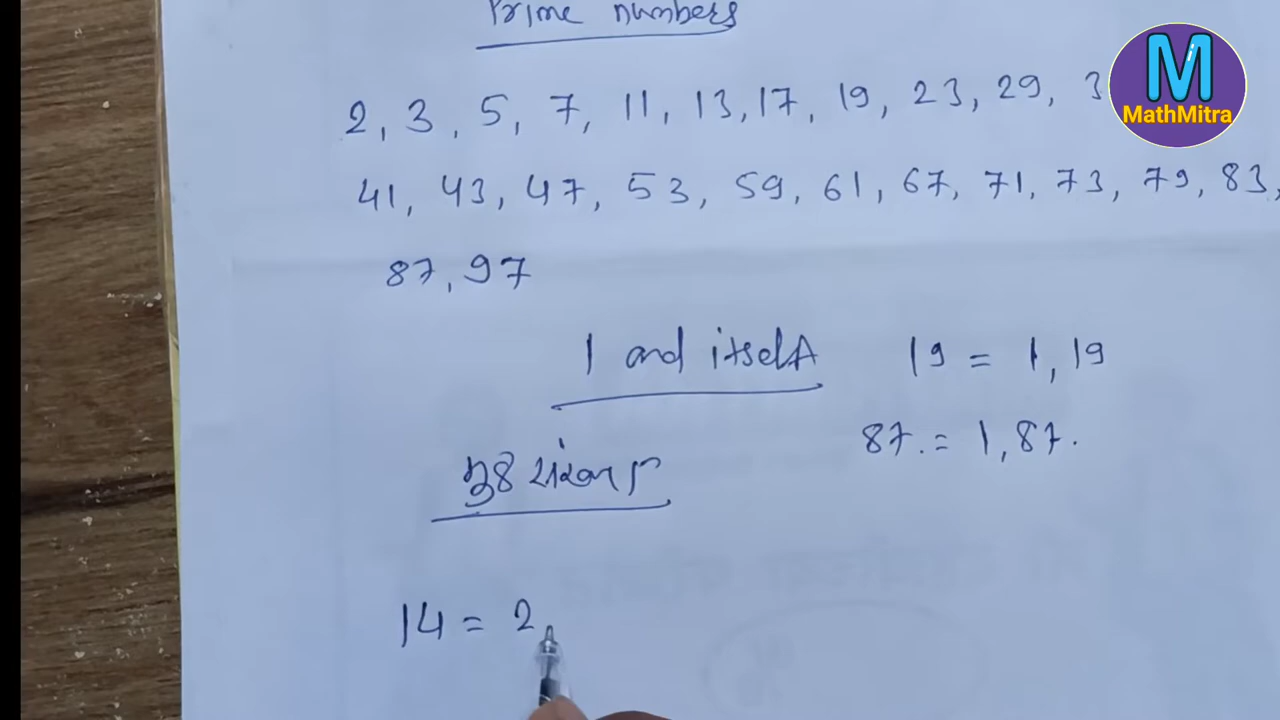 Prime numbers
2, 3, 5, 7, 11, 13, 17, 19, 23, 29, 3
41, 43, 47, 53, 59, 61, 67, 71, 73, 79, 83,
87, 97
1 and itself
19 = 1, 19
87. = 1, 87.
14 = 2,
M
MathMitra